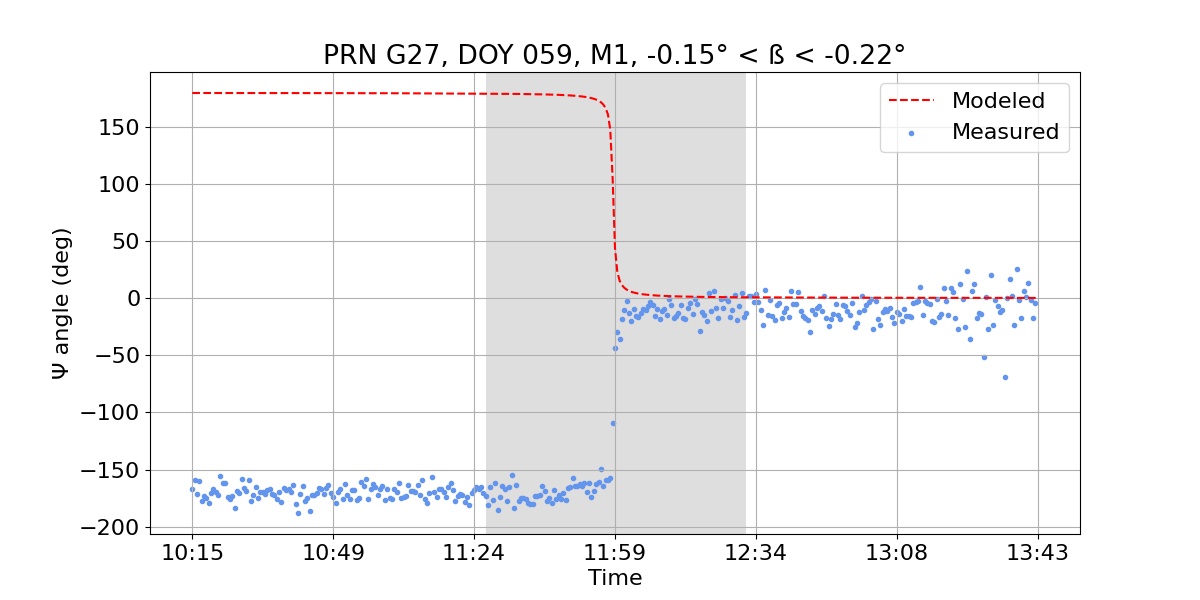 PRN G27, DOY 059, M1, -0.15° < ß < -0.22°
Modeled
Measured
Ψ angle (deg)
150
100
50
0
−50
−100
−150
−200
10:15 10:49 11:24 11:59 12:34 13:08 13:43
Time